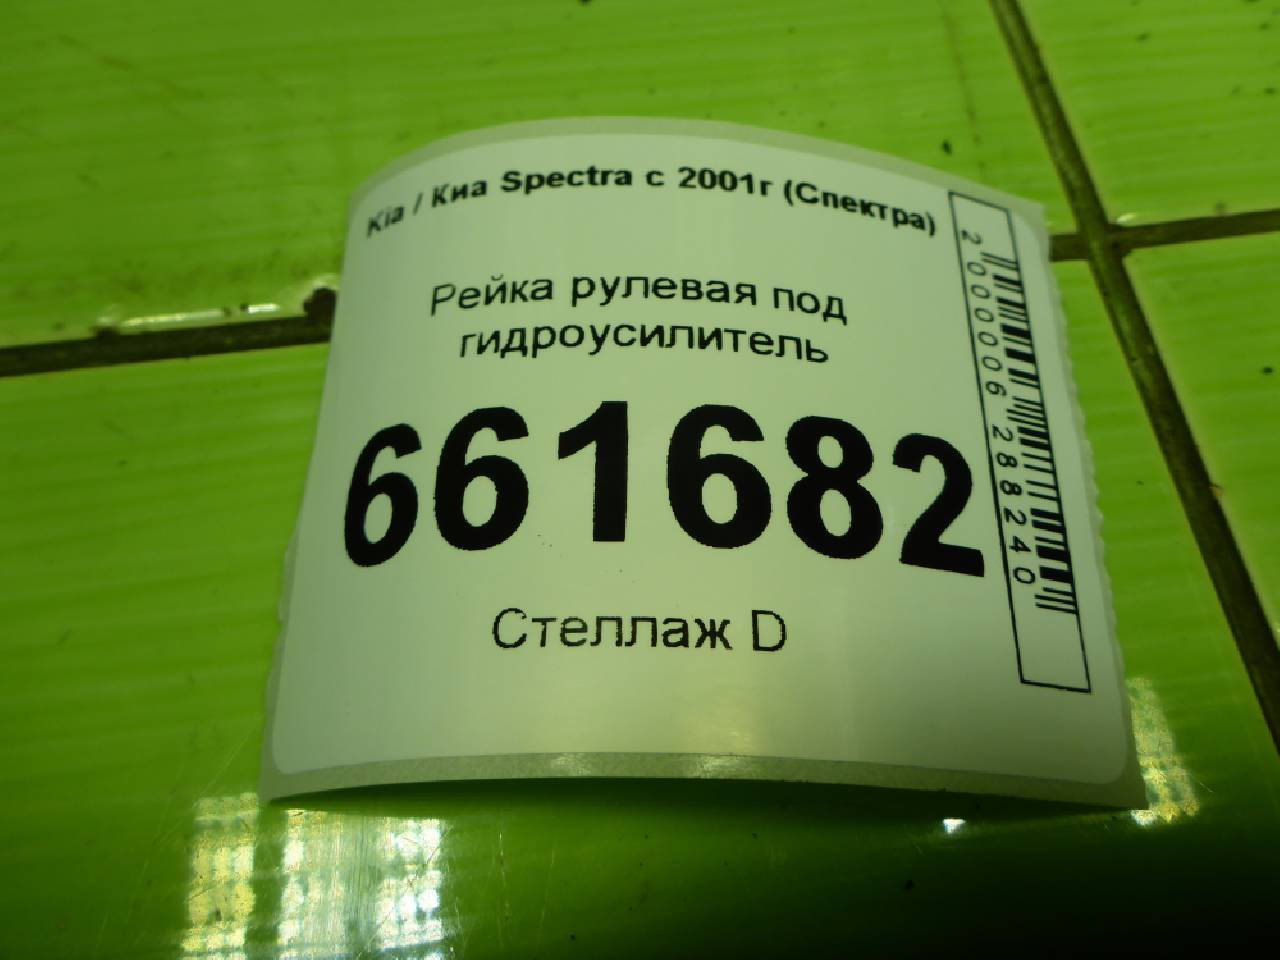 Kia / Киа Spectra с 2001г (Спектра)
Рейка рулевая под
гидроусилитель
661682
Стеллаж D
2000006288240